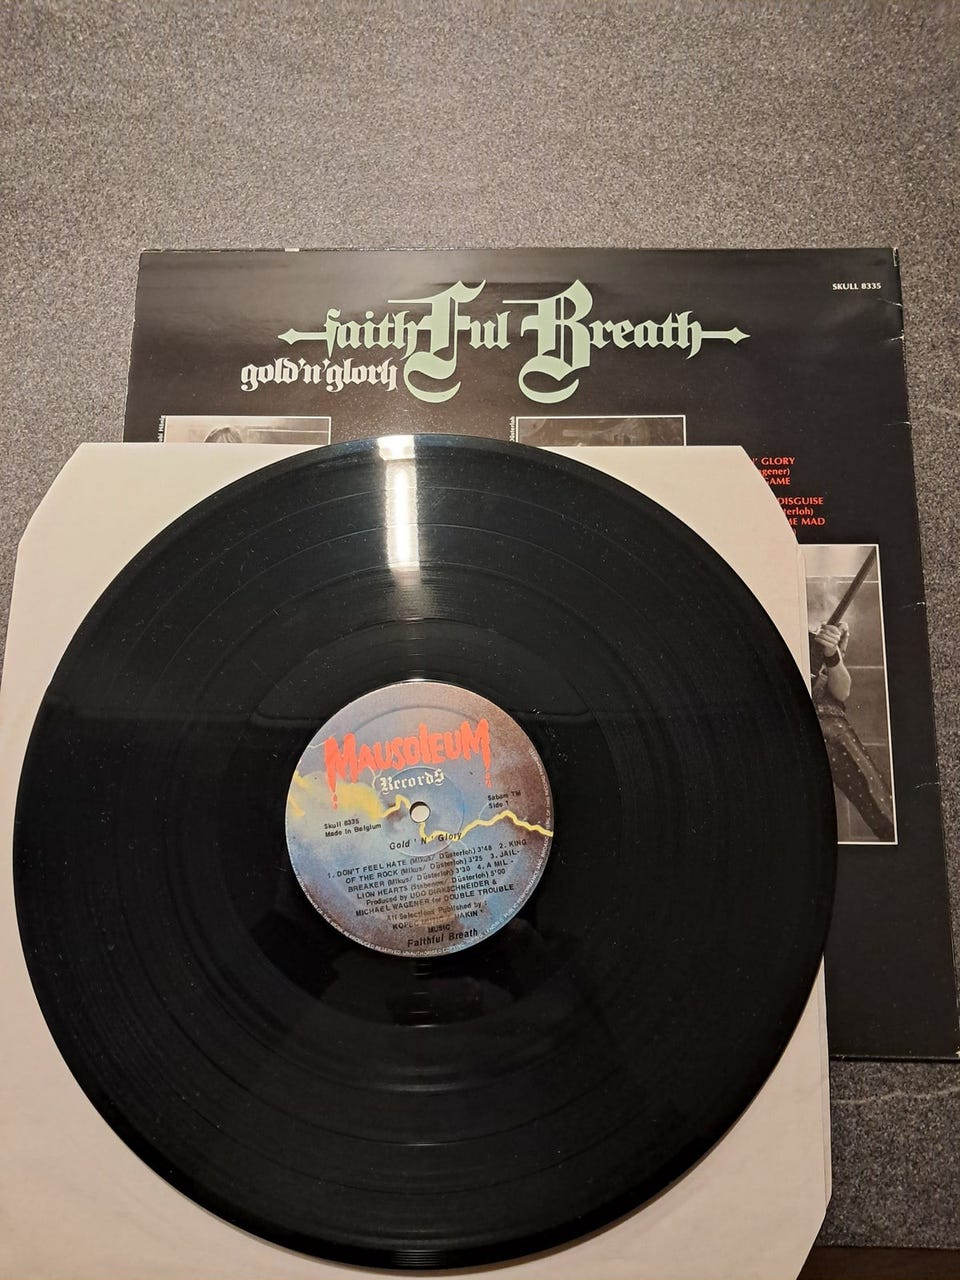 SKULL 8335
faithful Breath
gold'n'glory
N' GLORY
agener)
GAME
DISGUISE
sterloh)
ME MAD
MAUSOLEUM
Records
Skull 8335
Made in Belgium
Sabam TM
Side 1
Gold ' N ' Glory
1. DON'T FEEL HATE (Mikus/ Düsterloh) 3'48 2. KING
OF THE ROCK (Mikus/ Düsterloh) 3'25 3. JAIL-
BREAKER (Mikus/ Düsterloh) 3'30 4. A MIL -
LION HEARTS (Stabenow/ Düsterloh) 5'00
Produced by UDO DIRKSCHNEIDER &
MICHAEL WAGENER for DOUBLE TROUBLE
All Selections Published by :
MUSIC
Faithful Breath